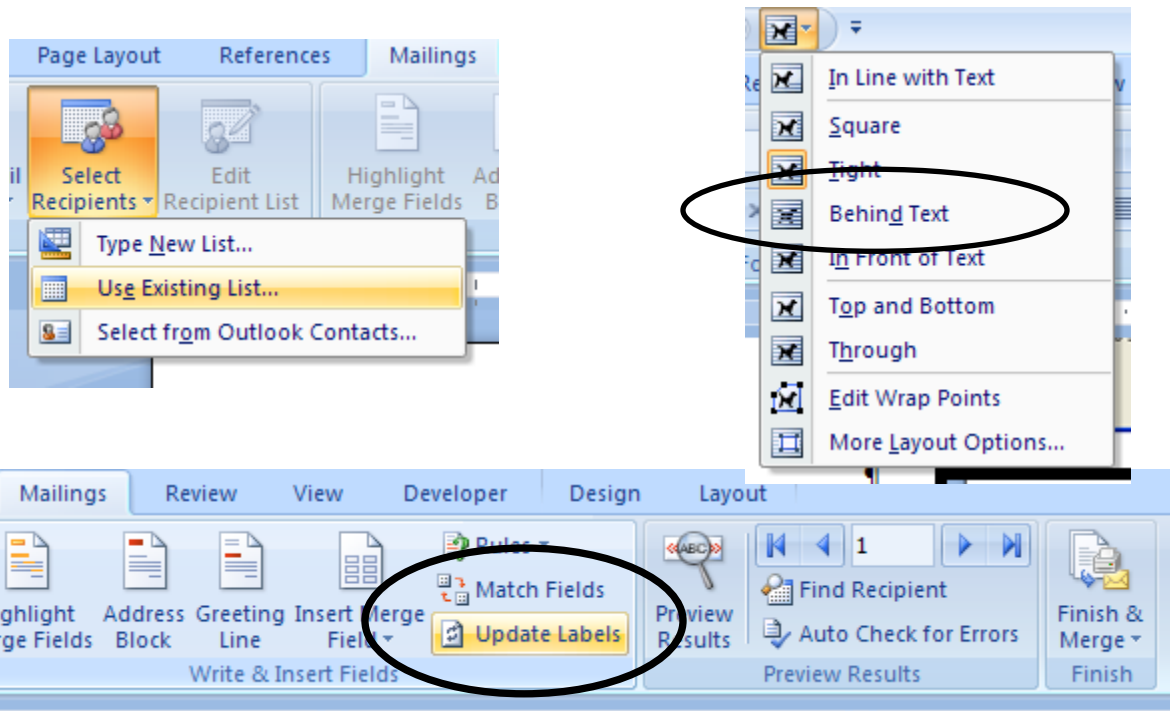 Page Layout References Mailings
Select Recipients
Edit Recipient List
Highlight Merge Fields
Type New List...
Use Existing List...
Select from Outlook Contacts...
In Line with Text
Square
Tight
Behind Text
In Front of Text
Top and Bottom
Through
Edit Wrap Points
More Layout Options...
Mailings Review View Developer Design Layout
ghlight
ge Fields
Address Block
Greeting Line
Insert Merge Field
Rules
Match Fields
Update Labels
Write & Insert Fields
Preview Results
ABC
1
Find Recipient
Auto Check for Errors
Preview Results
Finish & Merge
Finish